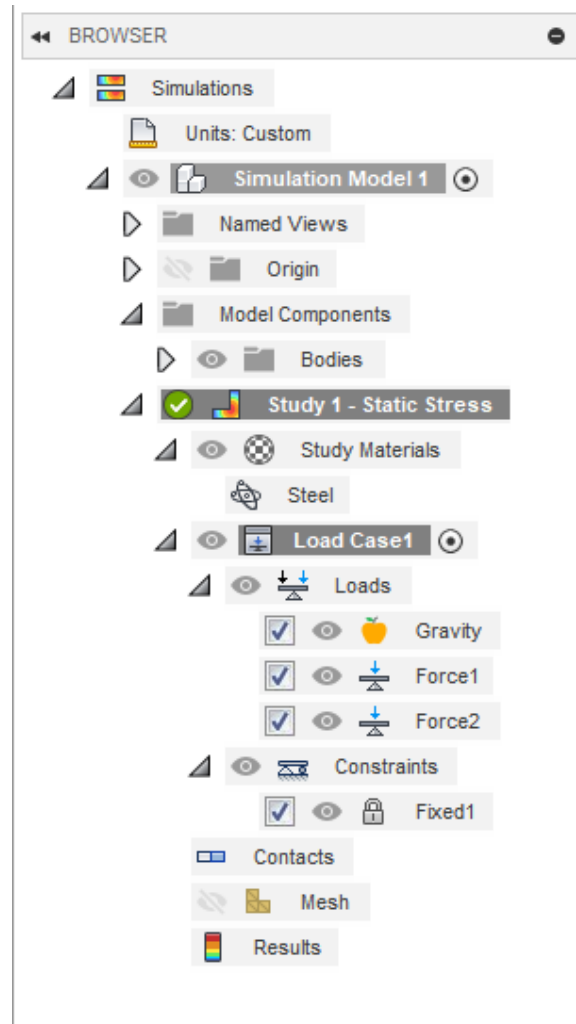 BROWSER
Simulations
Units: Custom
Simulation Model 1
Named Views
Origin
Model Components
Bodies
Study 1 - Static Stress
Study Materials
Steel
Load Case1
Loads
Gravity
Force1
Force2
Constraints
Fixed1
Contacts
Mesh
Results